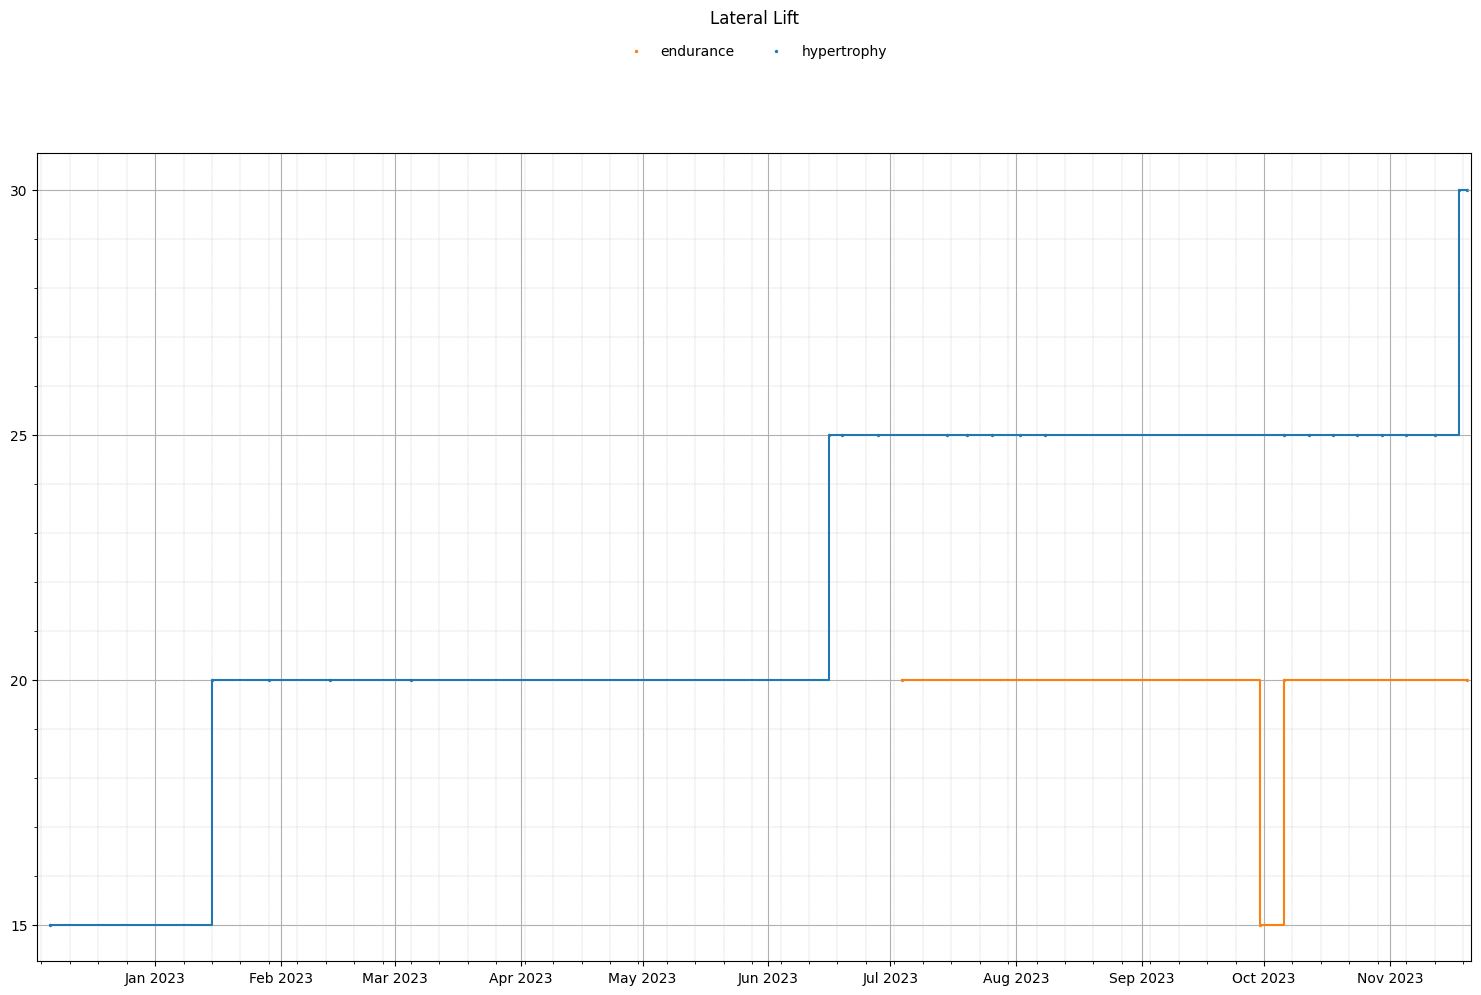 Lateral Lift
endurance hypertrophy
30
25
20
15
Jan 2023 Feb 2023 Mar 2023 Apr 2023 May 2023 Jun 2023 Jul 2023 Aug 2023 Sep 2023 Oct 2023 Nov 2023